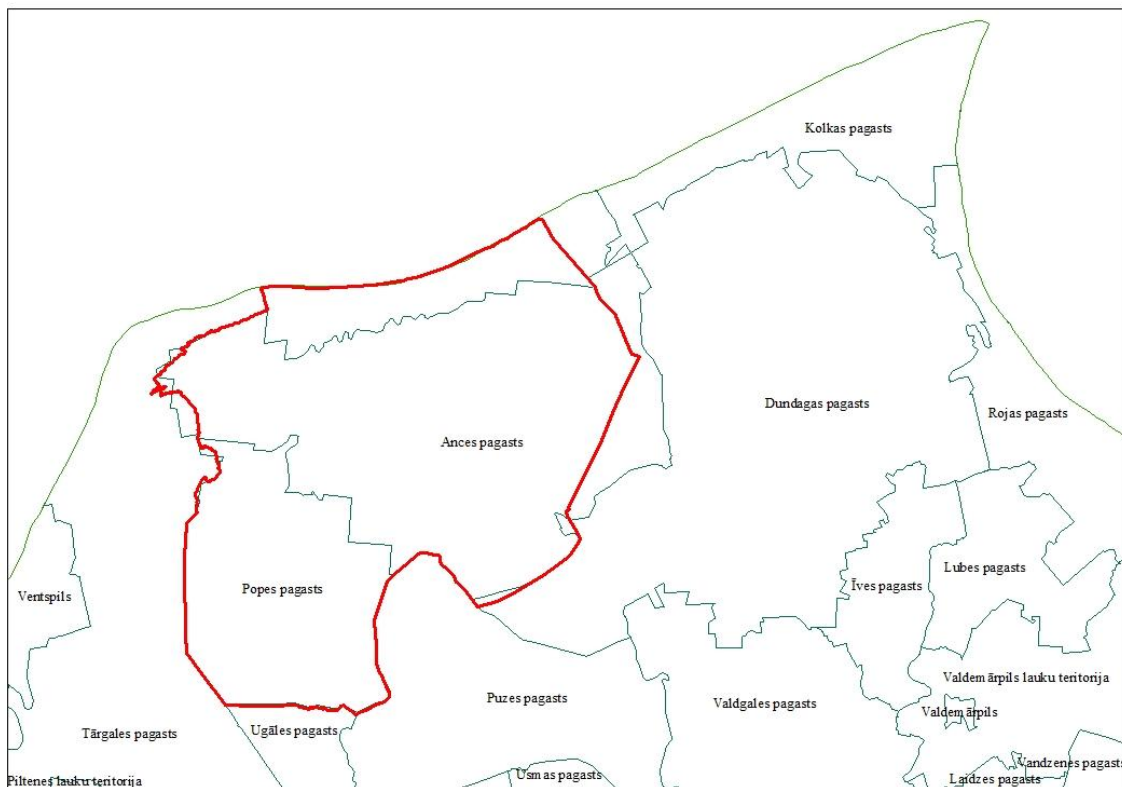 Kolkas pagasts
Dundagas pagasts
Rojas pagasts
Ances pagasts
Īves pagasts
Lubes pagasts
Popes pagasts
Ventspils
Valdemārpils lauku teritorija
Puzes pagasts
Valdgales pagasts
Valdemārpils
Ugāles pagasts
Tārgales pagasts
Vandzenes pagasts
Usmas pagasts
Laidzes pagasts
Piltenes lauku teritorija